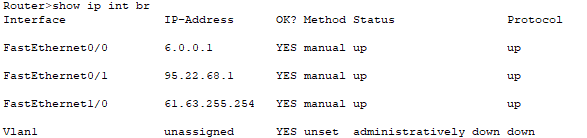 Router>show ip int br
Interface IP-Address OK? Method Status Protocol
FastEthernet0/0 6.0.0.1 YES manual up up
FastEthernet0/1 95.22.68.1 YES manual up up
FastEthernet1/0 61.63.255.254 YES manual up up
Vlan1 unassigned YES unset administratively down down